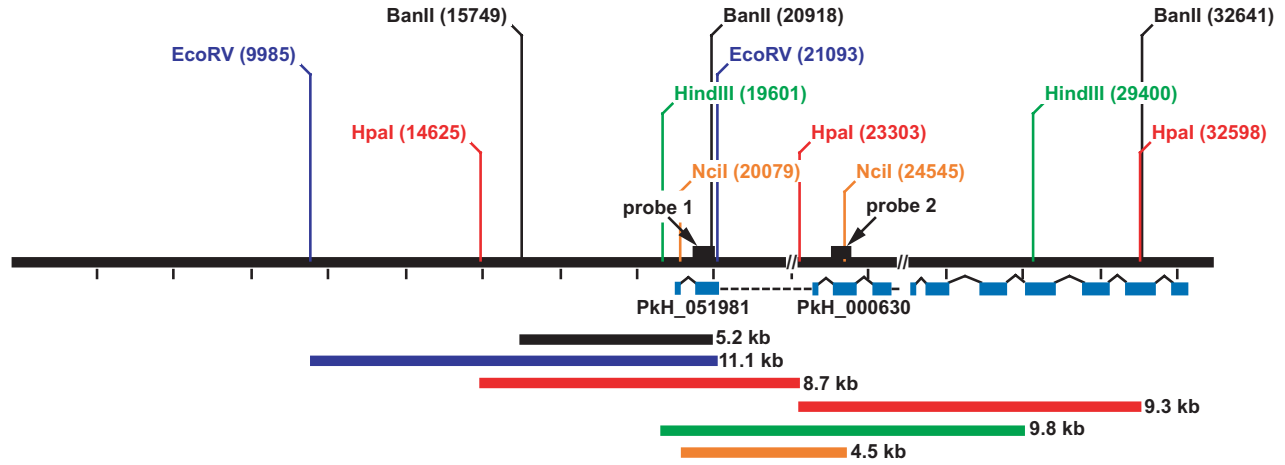 BanII (15749)
BanII (20918)
BanII (32641)
EcoRV (9985)
EcoRV (21093)
HindIII (19601)
HindIII (29400)
HpaI (14625)
HpaI (23303)
HpaI (32598)
NciI (20079)
NciI (24545)
probe 1
probe 2
//
//
PkH_051981
PkH_000630
5.2 kb
11.1 kb
8.7 kb
9.3 kb
9.8 kb
4.5 kb